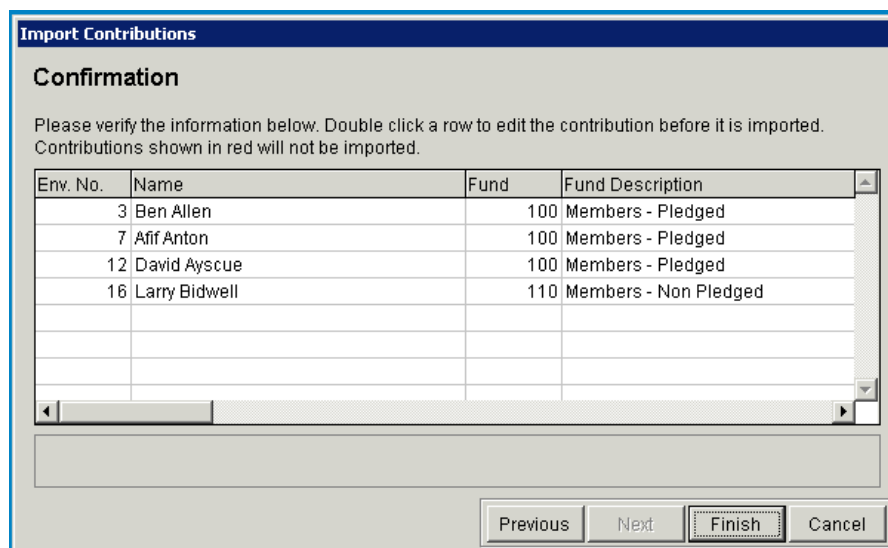 Import Contributions
Confirmation
Please verify the information below. Double click a row to edit the contribution before it is imported.
Contributions shown in red will not be imported.
Env. No. Name Fund Fund Description
3 Ben Allen 100 Members - Pledged
7 Afif Anton 100 Members - Pledged
12 David Ayscue 100 Members - Pledged
16 Larry Bidwell 110 Members - Non Pledged
Previous Next Finish Cancel